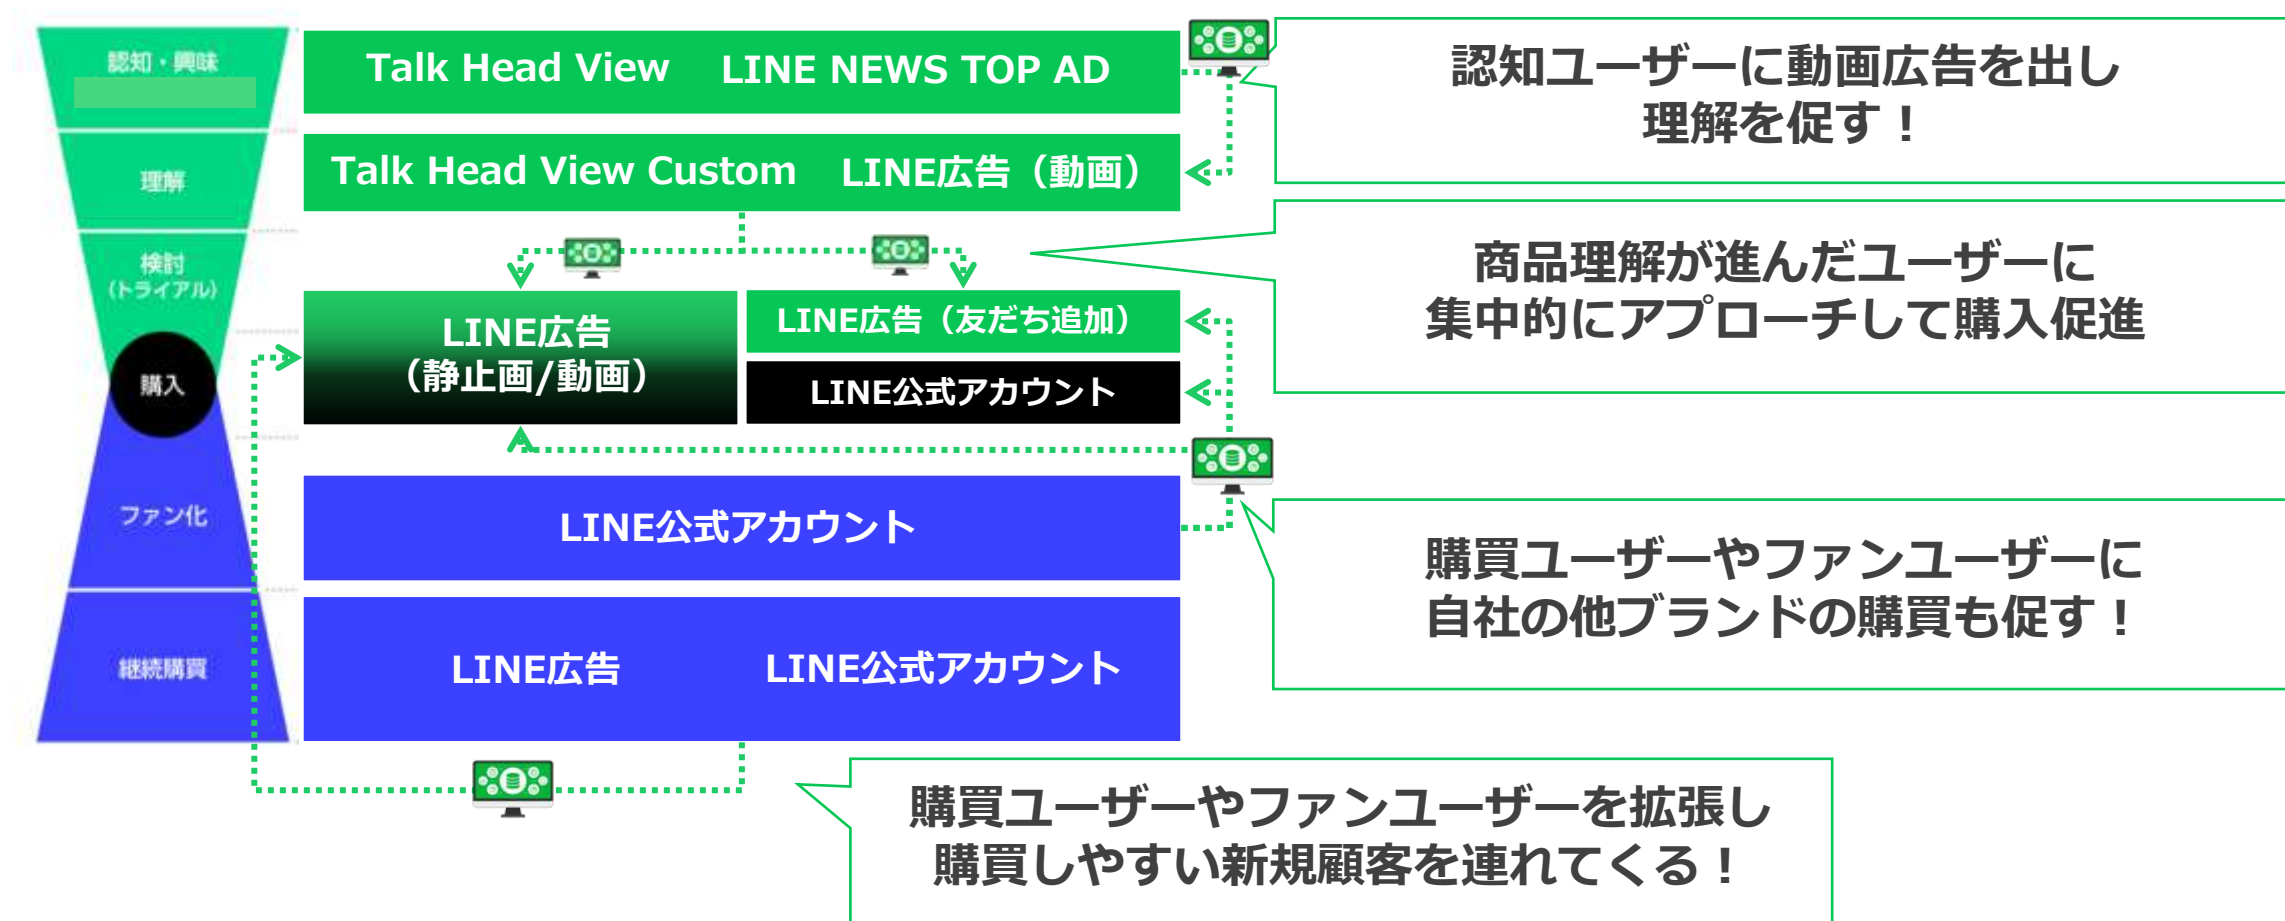 認知・興味
Talk Head View LINE NEWS TOP AD
認知ユーザーに動画広告を出し
理解を促す！
理解
Talk Head View Custom LINE広告（動画）
検討
（トライアル）
商品理解が進んだユーザーに
集中的にアプローチして購入促進
LINE広告
（静止画/動画）
LINE広告（友だち追加）
LINE公式アカウント
購入
ファン化
LINE公式アカウント
購買ユーザーやファンユーザーに
自社の他ブランドの購買も促す！
継続購買
LINE広告 LINE公式アカウント
購買ユーザーやファンユーザーを拡張し
購買しやすい新規顧客を連れてくる！